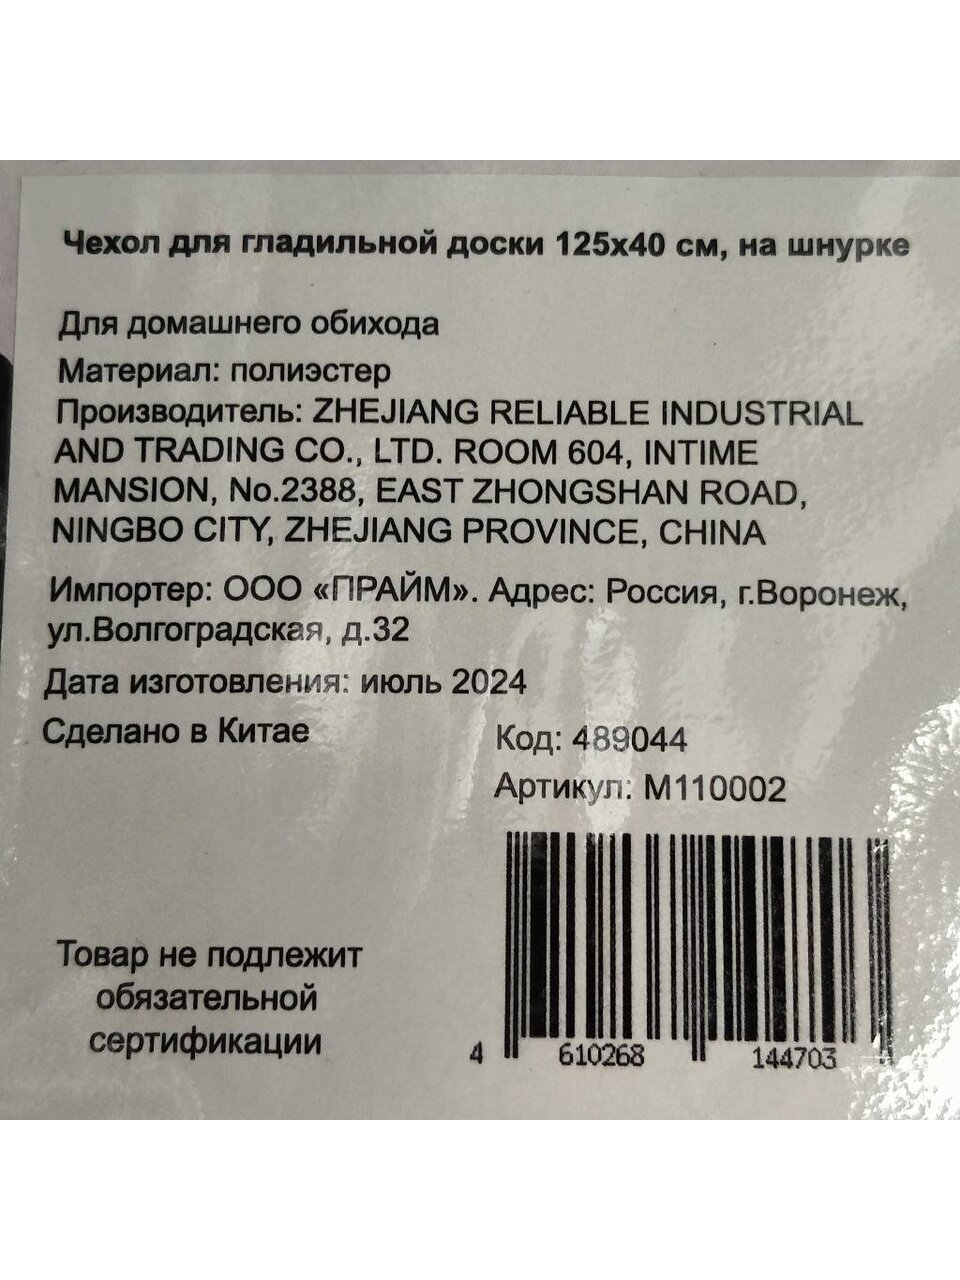 Чехол для гладильной доски 125х40 см, на шнурке
Для домашнего обихода
Материал: полиэстер
Производитель: ZHEJIANG RELIABLE INDUSTRIAL
AND TRADING CO., LTD. ROOM 604, INTIME
MANSION, No.2388, EAST ZHONGSHAN ROAD,
NINGBO CITY, ZHEJIANG PROVINCE, CHINA
Импортер: ООО «ПРАЙМ». Адрес: Россия, г.Воронеж,
ул.Волгоградская, д.32
Дата изготовления: июль 2024
Сделано в Китае
Код: 489044
Артикул: М110002
Товар не подлежит
обязательной
сертификации
4 610268 144703